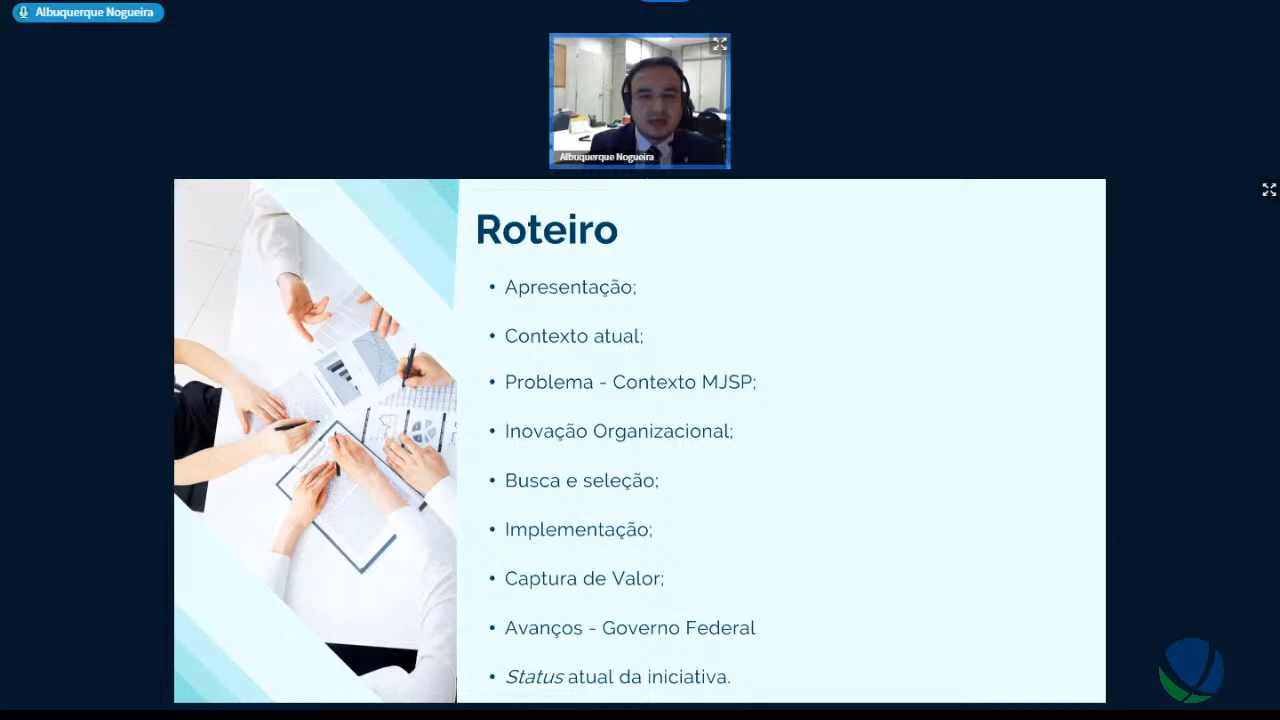 Albuquerque Nogueira
Albuquerque Nogueira
Roteiro
• Apresentação;
• Contexto atual;
• Problema - Contexto MJSP;
• Inovação Organizacional;
• Busca e seleção;
• Implementação;
• Captura de Valor;
• Avanços - Governo Federal
• Status atual da iniciativa.